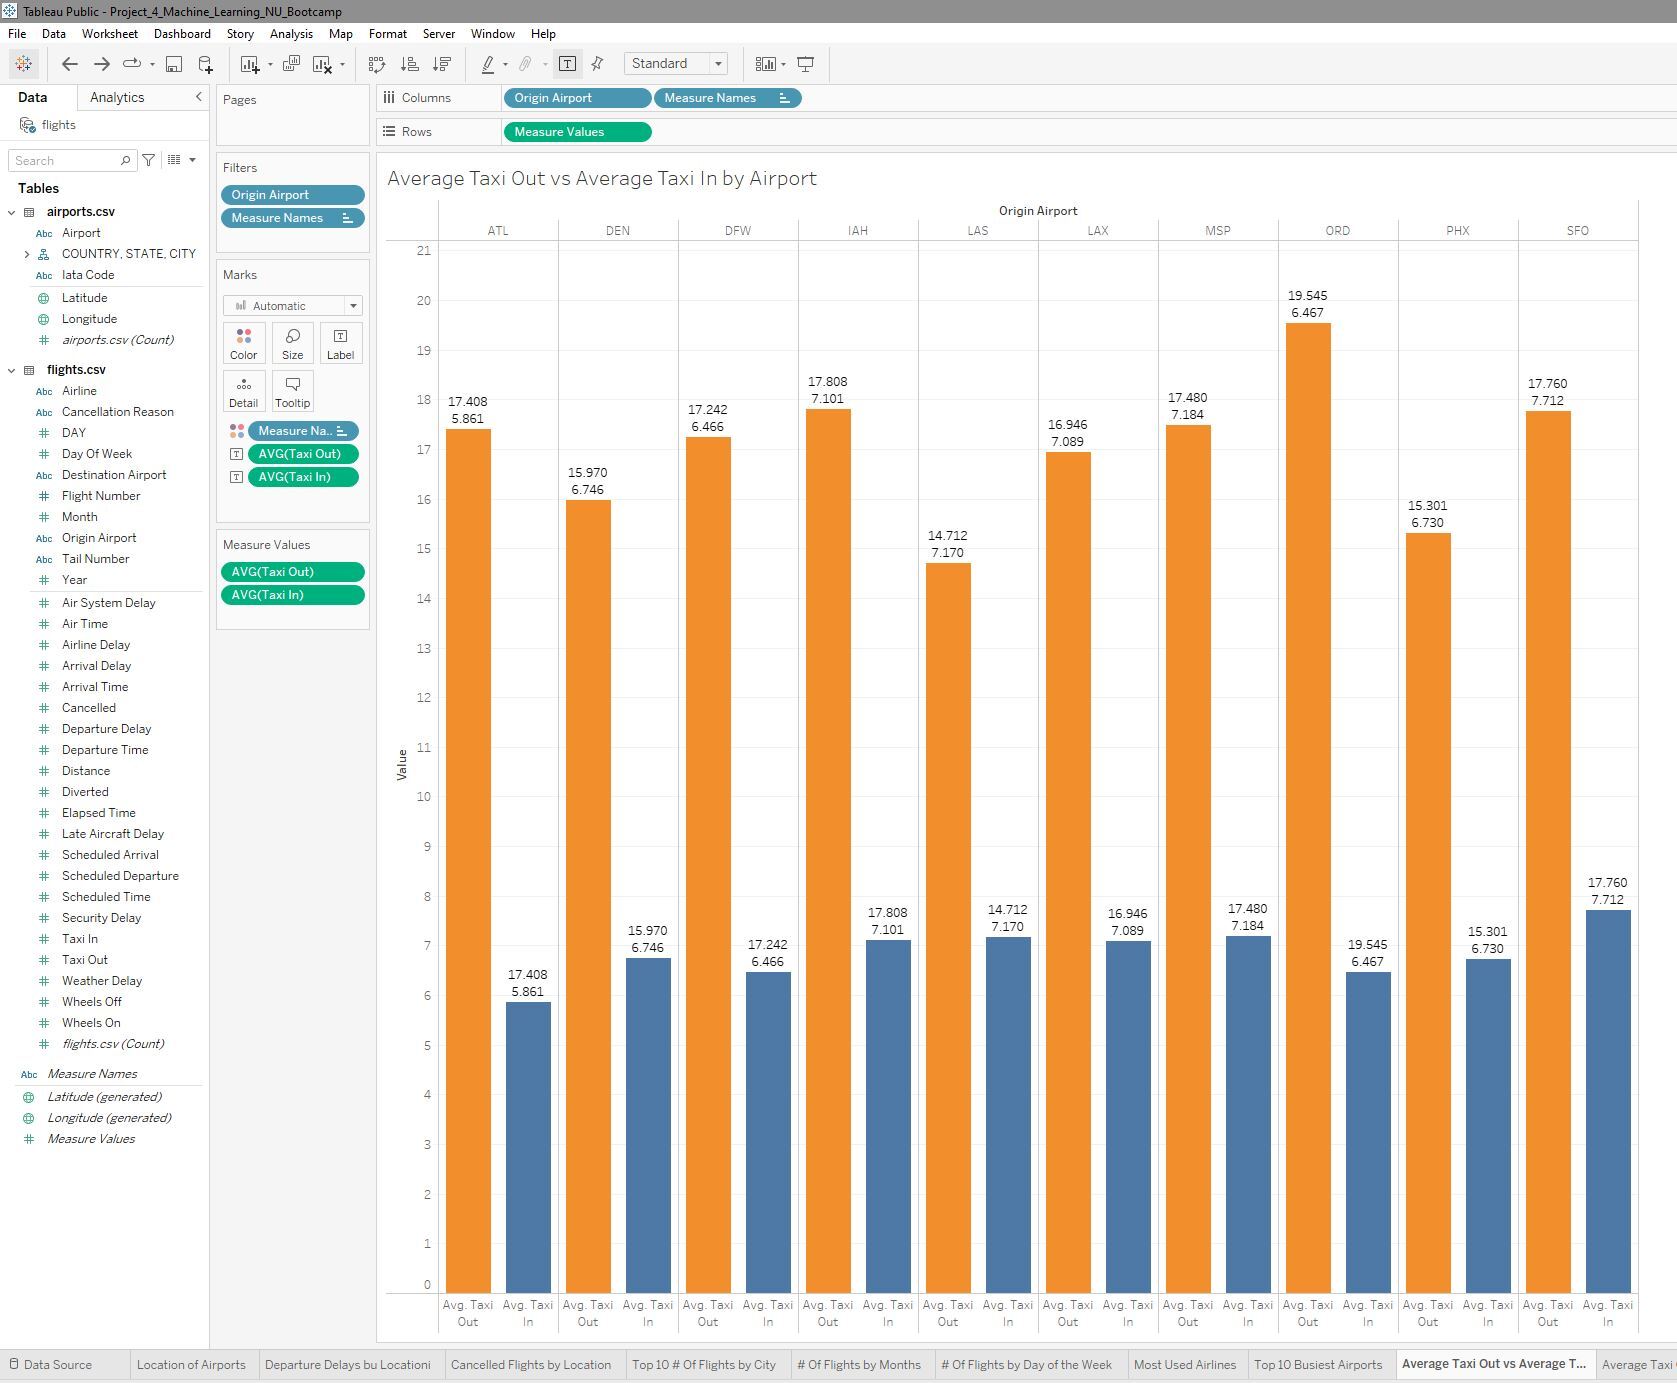 Tableau Public - Project_4_Machine_Learning_NU_Bootcamp
File Data Worksheet Dashboard Story Analysis Map Format Server Window Help
Standard
Data Analytics
flights
Search
Tables
airports.csv
Abc Airport
COUNTRY, STATE, CITY
Abc Iata Code
Latitude
Longitude
# airports.csv (Count)
flights.csv
Abc Airline
Abc Cancellation Reason
# DAY
# Day Of Week
Abc Destination Airport
# Flight Number
# Month
Abc Origin Airport
Abc Tail Number
# Year
# Air System Delay
# Air Time
# Airline Delay
# Arrival Delay
# Arrival Time
# Cancelled
# Departure Delay
# Departure Time
# Distance
# Diverted
# Elapsed Time
# Late Aircraft Delay
# Scheduled Arrival
# Scheduled Departure
# Scheduled Time
# Security Delay
# Taxi In
# Taxi Out
# Weather Delay
# Wheels Off
# Wheels On
# flights.csv (Count)
Abc Measure Names
Latitude (generated)
Longitude (generated)
# Measure Values
Pages
Filters
Origin Airport
Measure Names
Marks
Automatic
Color Size T Label
Detail Tooltip
Measure Na..
T AVG(Taxi Out)
T AVG(Taxi In)
Measure Values
AVG(Taxi Out)
AVG(Taxi In)
Columns Origin Airport Measure Names
Rows Measure Values
Average Taxi Out vs Average Taxi In by Airport
Origin Airport
ATL DEN DFW IAH LAS LAX MSP ORD PHX SFO
Value
21
20
19
18
17
16
15
14
13
12
11
10
9
8
7
6
5
4
3
2
1
0
17.408
5.861
17.408
5.861
15.970
6.746
15.970
6.746
17.242
6.466
17.242
6.466
17.808
7.101
17.808
7.101
14.712
7.170
14.712
7.170
16.946
7.089
16.946
7.089
17.480
7.184
17.480
7.184
19.545
6.467
19.545
6.467
15.301
6.730
15.301
6.730
17.760
7.712
17.760
7.712
Avg. Taxi Avg. Taxi Avg. Taxi Avg. Taxi Avg. Taxi Avg. Taxi Avg. Taxi Avg. Taxi Avg. Taxi Avg. Taxi Avg. Taxi Avg. Taxi Avg. Taxi Avg. Taxi Avg. Taxi Avg. Taxi Avg. Taxi Avg. Taxi Avg. Taxi Avg. Taxi
Out In Out In Out In Out In Out In Out In Out In Out In Out In Out In
Data Source Location of Airports Departure Delays bu Locationi Cancelled Flights by Location Top 10 # Of Flights by City # Of Flights by Months # Of Flights by Day of the Week Most Used Airlines Top 10 Busiest Airports Average Taxi Out vs Average T... Average Taxi